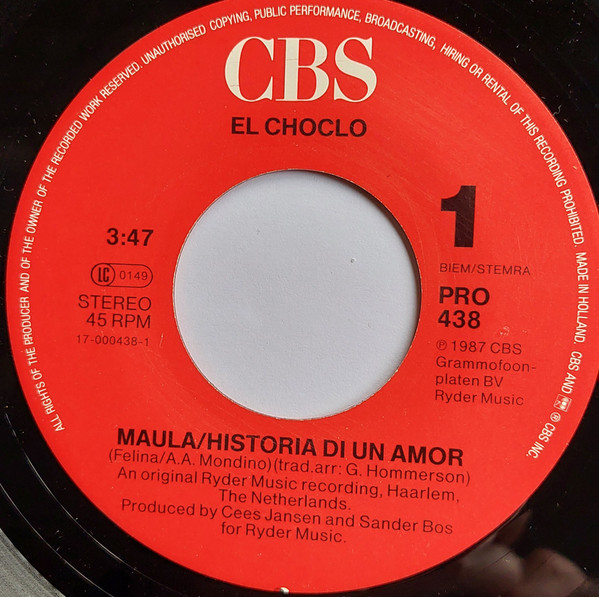 ALL RIGHTS OF THE PRODUCER AND OF THE OWNER OF THE RECORDED WORK RESERVED. UNAUTHORISED COPYING, PUBLIC PERFORMANCE, BROADCASTING, HIRING OR RENTAL OF THIS RECORDING PROHIBITED. MADE IN HOLLAND. CBS AND ® CBS INC.
CBS
EL CHOCLO
1
3:47
LC 0149
STEREO
45 RPM
17-000438-1
BIEM/STEMRA
PRO
438
℗ 1987 CBS
Grammofoon-
platen BV
Ryder Music
MAULA/HISTORIA DI UN AMOR
(Felina/A.A. Mondino)(trad.arr: G. Hommerson)
An original Ryder Music recording, Haarlem,
The Netherlands.
Produced by Cees Jansen and Sander Bos
for Ryder Music.